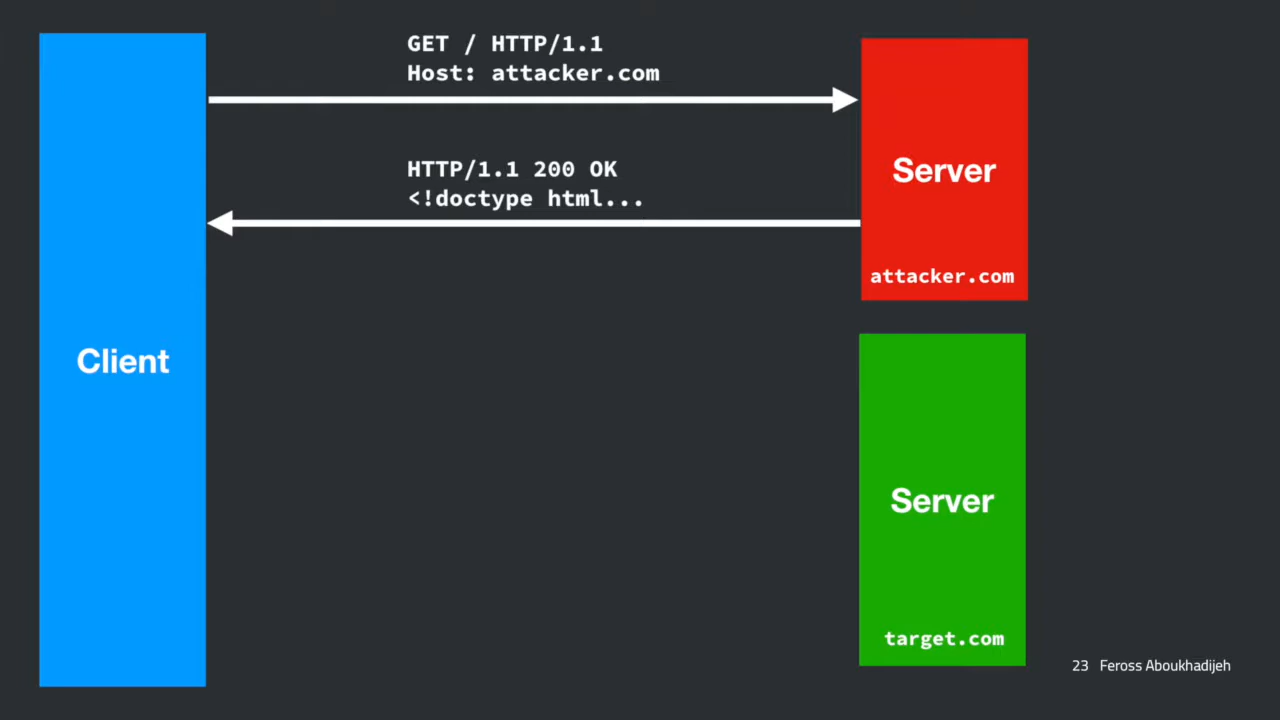 GET / HTTP/1.1
Host: attacker.com
HTTP/1.1 200 OK
<!doctype html...
Server
attacker.com
Client
Server
target.com
23 Feross Aboukhadijeh